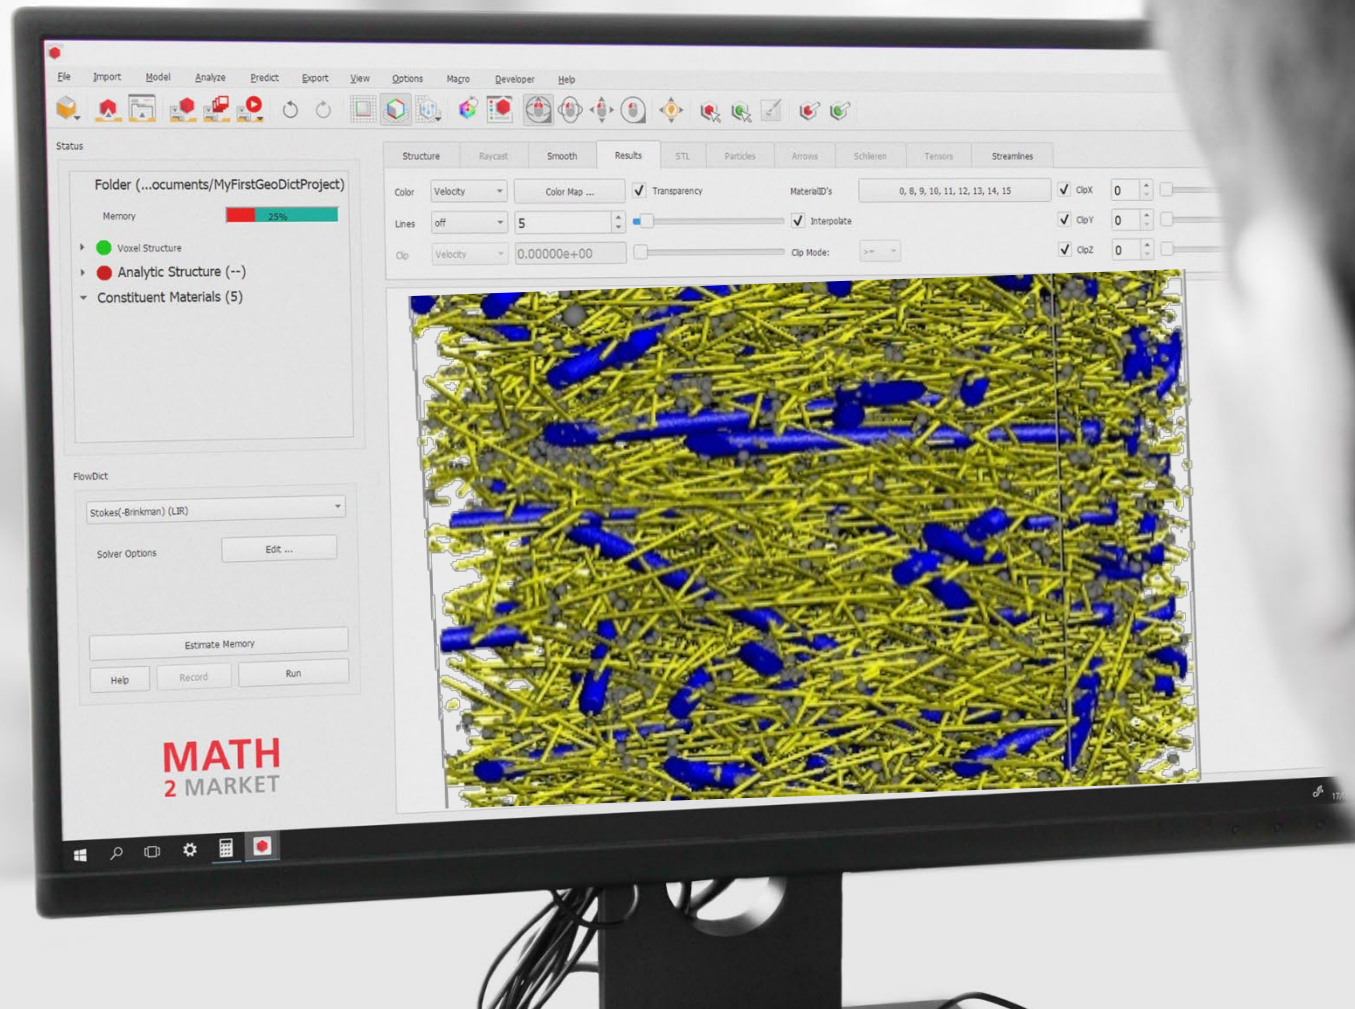 File Import Model Analyze Predict Export View Options Macro Developer Help
Status
Folder (...ocuments/MyFirstGeoDictProject)
Memory 25%
Voxel Structure
Analytic Structure (--)
Constituent Materials (5)
FlowDict
Stokes(-Brinkman) (LIR)
Solver Options Edit ...
Estimate Memory
Help Record Run
MATH
2 MARKET
Structure Raycast Smooth Results STL Particles Arrows Schlieren Tensors Streamlines
Color Velocity Color Map ... Transparency MaterialID's 0, 8, 9, 10, 11, 12, 13, 14, 15 ClipX 0
Lines off 5 Interpolate ClipY 0
Clip Velocity 0.00000e+00 Clip Mode: >= ClipZ 0